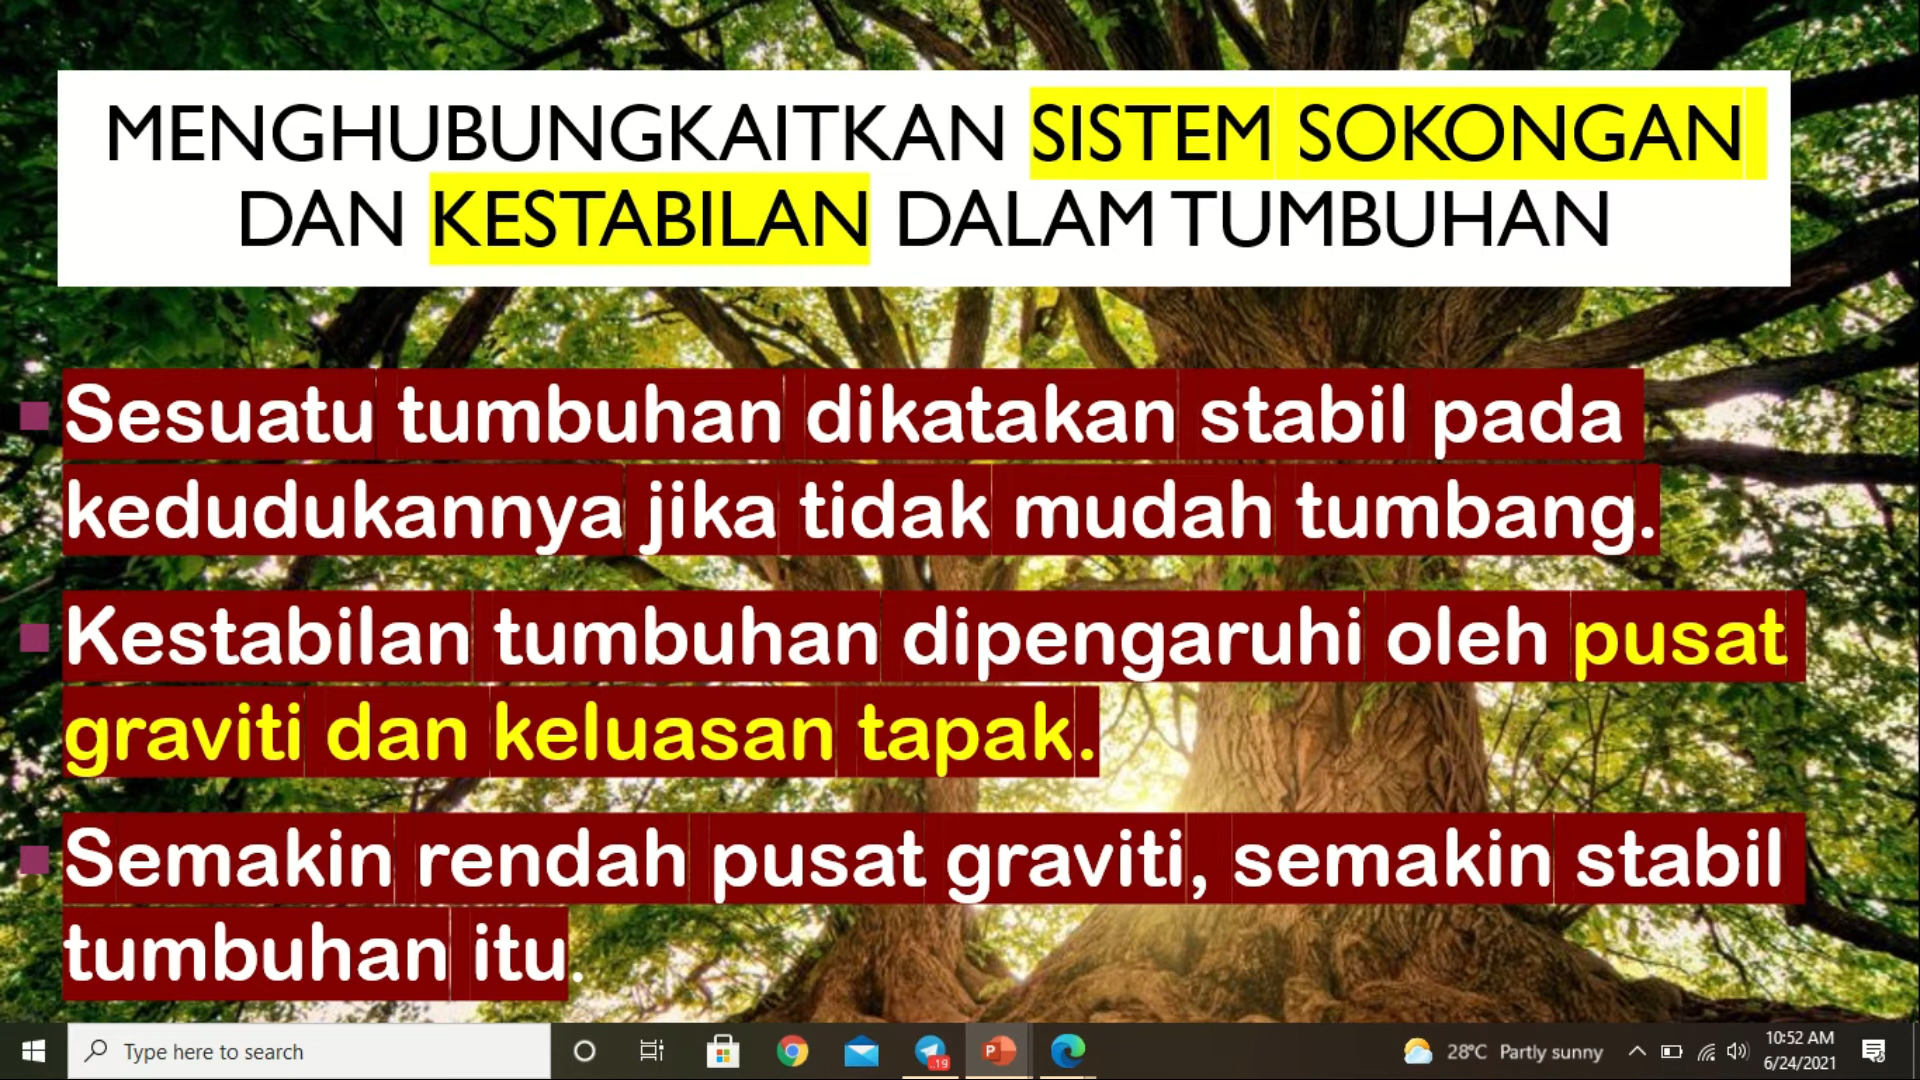 MENGHUBUNGKAITKAN SISTEM SOKONGAN
DAN KESTABILAN DALAM TUMBUHAN
Sesuatu tumbuhan dikatakan stabil pada
kedudukannya jika tidak mudah tumbang.
Kestabilan tumbuhan dipengaruhi oleh pusat
graviti dan keluasan tapak.
Semakin rendah pusat graviti, semakin stabil
tumbuhan itu.
Type here to search
19
P
28°C Partly sunny
10:52 AM
6/24/2021